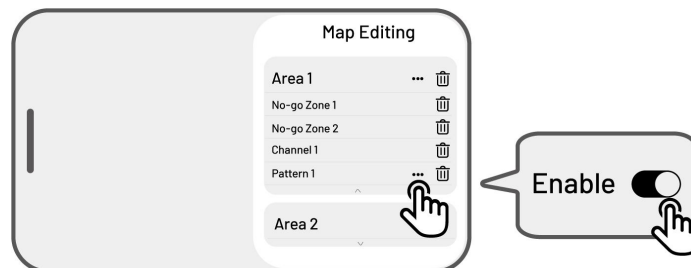 Map Editing
Area 1
No-go Zone 1
No-go Zone 2
Channel 1
Pattern 1
Area 2
Enable